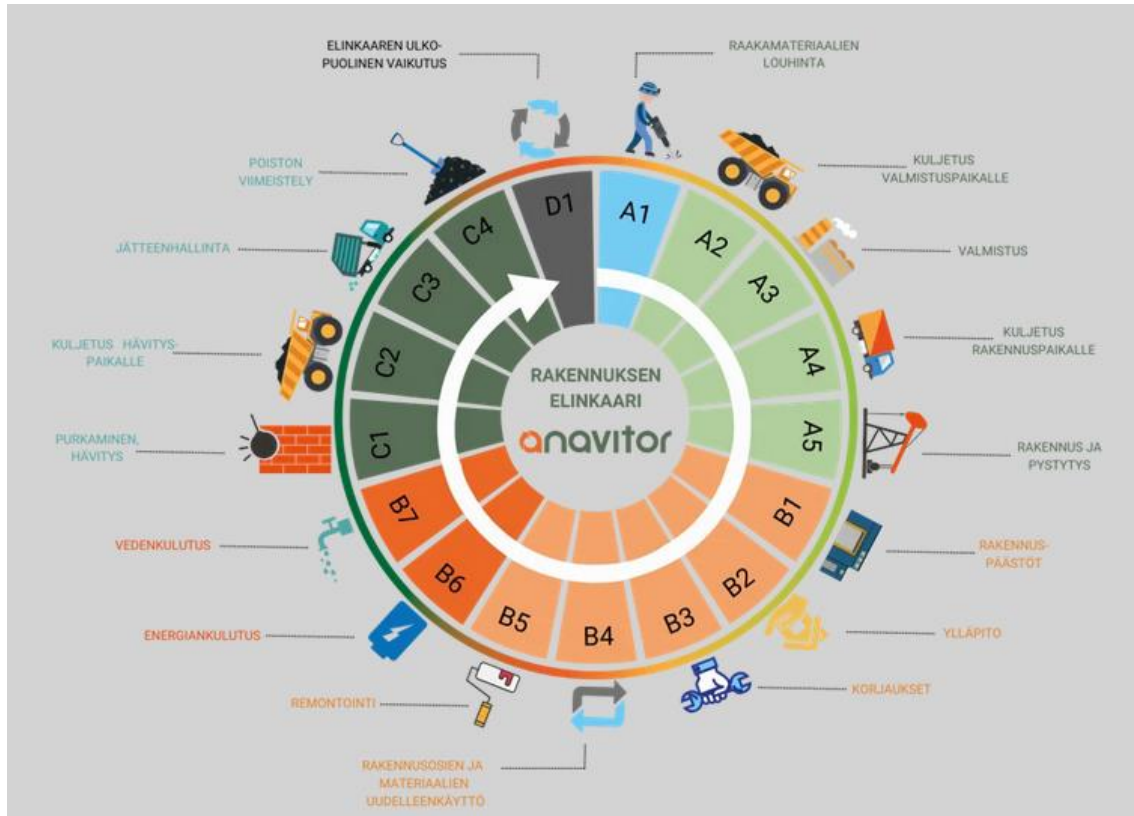 ELINKAAREN ULKO-
PUOLINEN VAIKUTUS
RAAKAMATERIAALIEN
LOUHINTA
KULJETUS
VALMISTUSPAIKALLE
VALMISTUS
KULJETUS
RAKENNUSPAIKALLE
RAKENNUS JA
PYSTYTYS
RAKENNUS-
PÄÄSTÖT
YLLÄPITO
KORJAUKSET
RAKENNUSOSIEN JA
MATERIAALIEN
UUDELLEENKÄYTTÖ
REMONTOINTI
ENERGIANKULUTUS
VEDENKULUTUS
PURKAMINEN,
HÄVITYS
KULJETUS HÄVITYS-
PAIKALLE
JÄTTEENHALLINTA
POISTON
VIIMEISTELY
A1
A2
A3
A4
A5
B1
B2
B3
B4
B5
B6
B7
C1
C2
C3
C4
D1
RAKENNUKSEN
ELINKAARI
anavitor